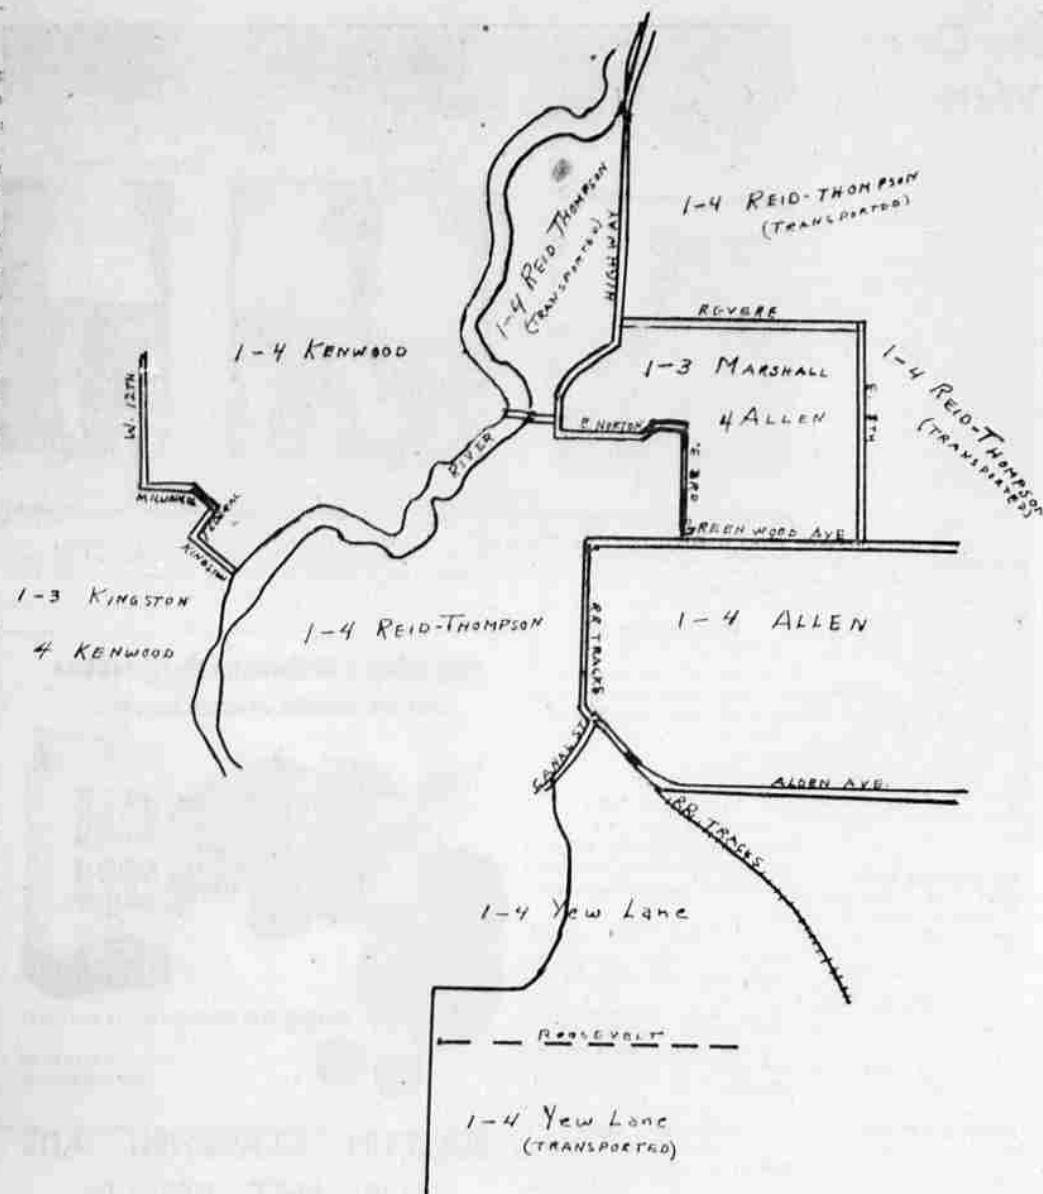 1-4 REID-THOMPSON
(TRANSPORTED)
1-4 REID THOMPSON
(TRANSPORTED)
HIGHWAY
REVERE
1-4 KENWOOD
1-3 MARSHALL
4 ALLEN
1-4 REID-THOMPSON
(TRANSPORTED)
E. 8TH
W. 12TH
RIVER
E NORTON
E. 3RD
MILWAUKEE
FEDERAL
KINGSTON
GREENWOOD AVE
1-3 KINGSTON
4 KENWOOD
1-4 REID-THOMPSON
RR TRACKS
1-4 ALLEN
CANAL ST
ALDEN AVE.
RR. TRACKS
1-4 Yew Lane
ROOSEVELT
1-4 Yew Lane
(TRANSPORTED)